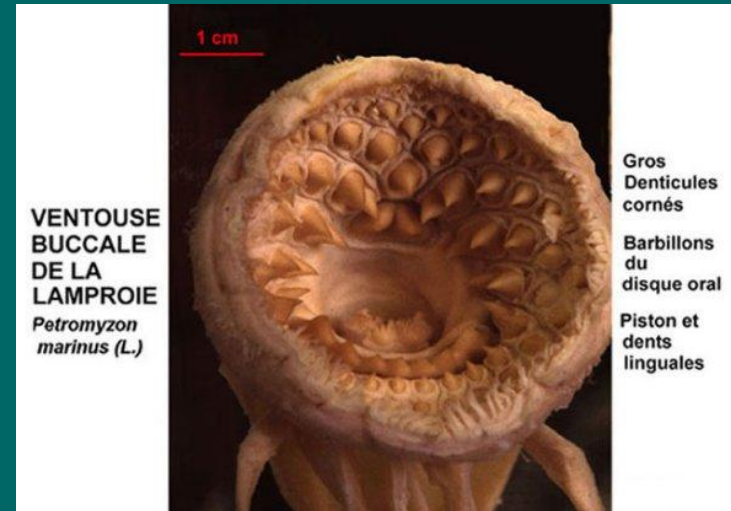 1 cm
VENTOUSE
BUCCALE
DE LA
LAMPROIE
Petromyzon
marinus (L.)
Gros
Denticules
cornés
Barbillons
du
disque oral
Piston et
dents
linguales